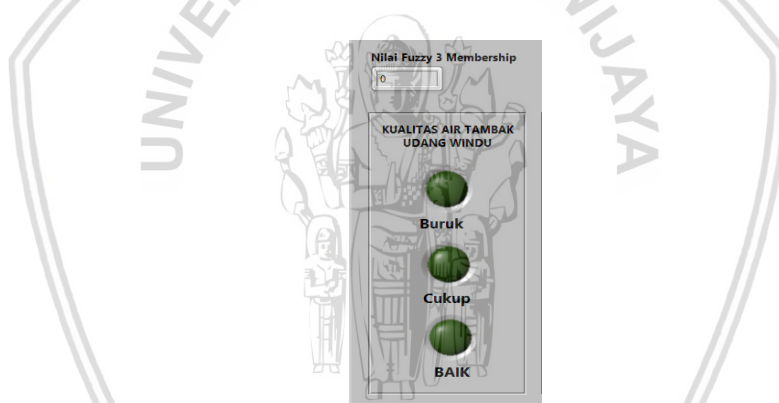 Nilai Fuzzy 3 Membership
0
KUALITAS AIR TAMBAK
UDANG WINDU
Buruk
Cukup
BAIK